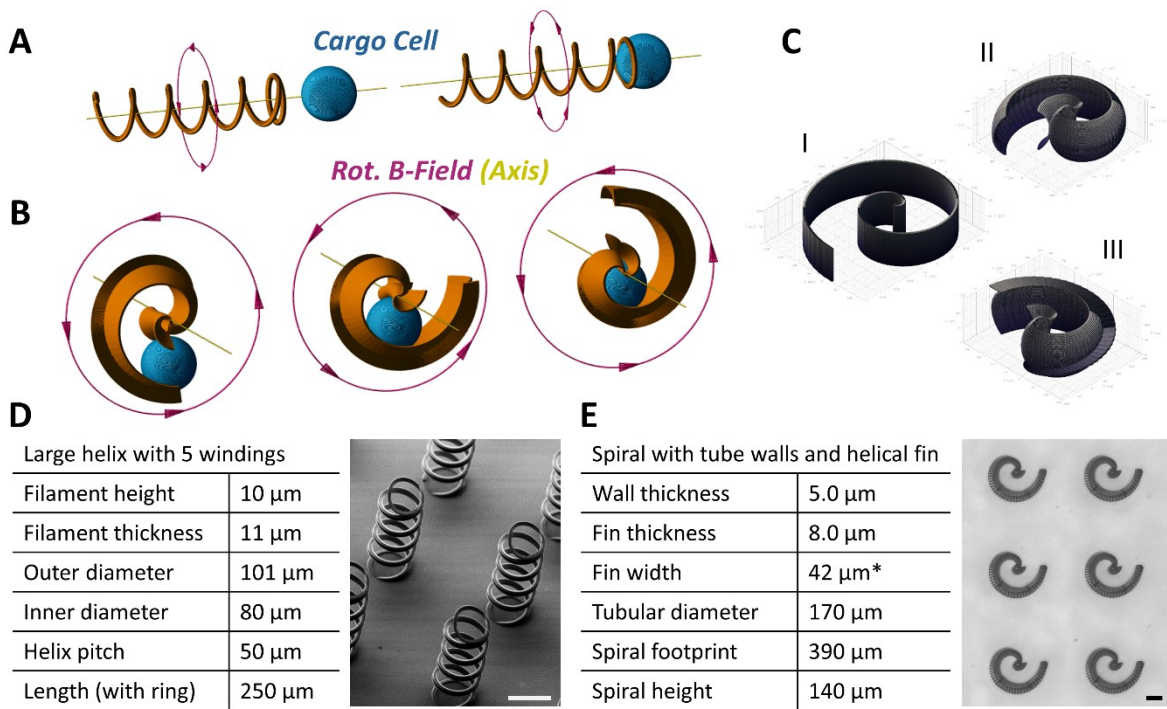 A
Cargo Cell
C
II
I
Rot. B-Field (Axis)
B
III
D
Large helix with 5 windings
Filament height 10 µm
Filament thickness 11 µm
Outer diameter 101 µm
Inner diameter 80 µm
Helix pitch 50 µm
Length (with ring) 250 µm
E
Spiral with tube walls and helical fin
Wall thickness 5.0 µm
Fin thickness 8.0 µm
Fin width 42 µm*
Tubular diameter 170 µm
Spiral footprint 390 µm
Spiral height 140 µm